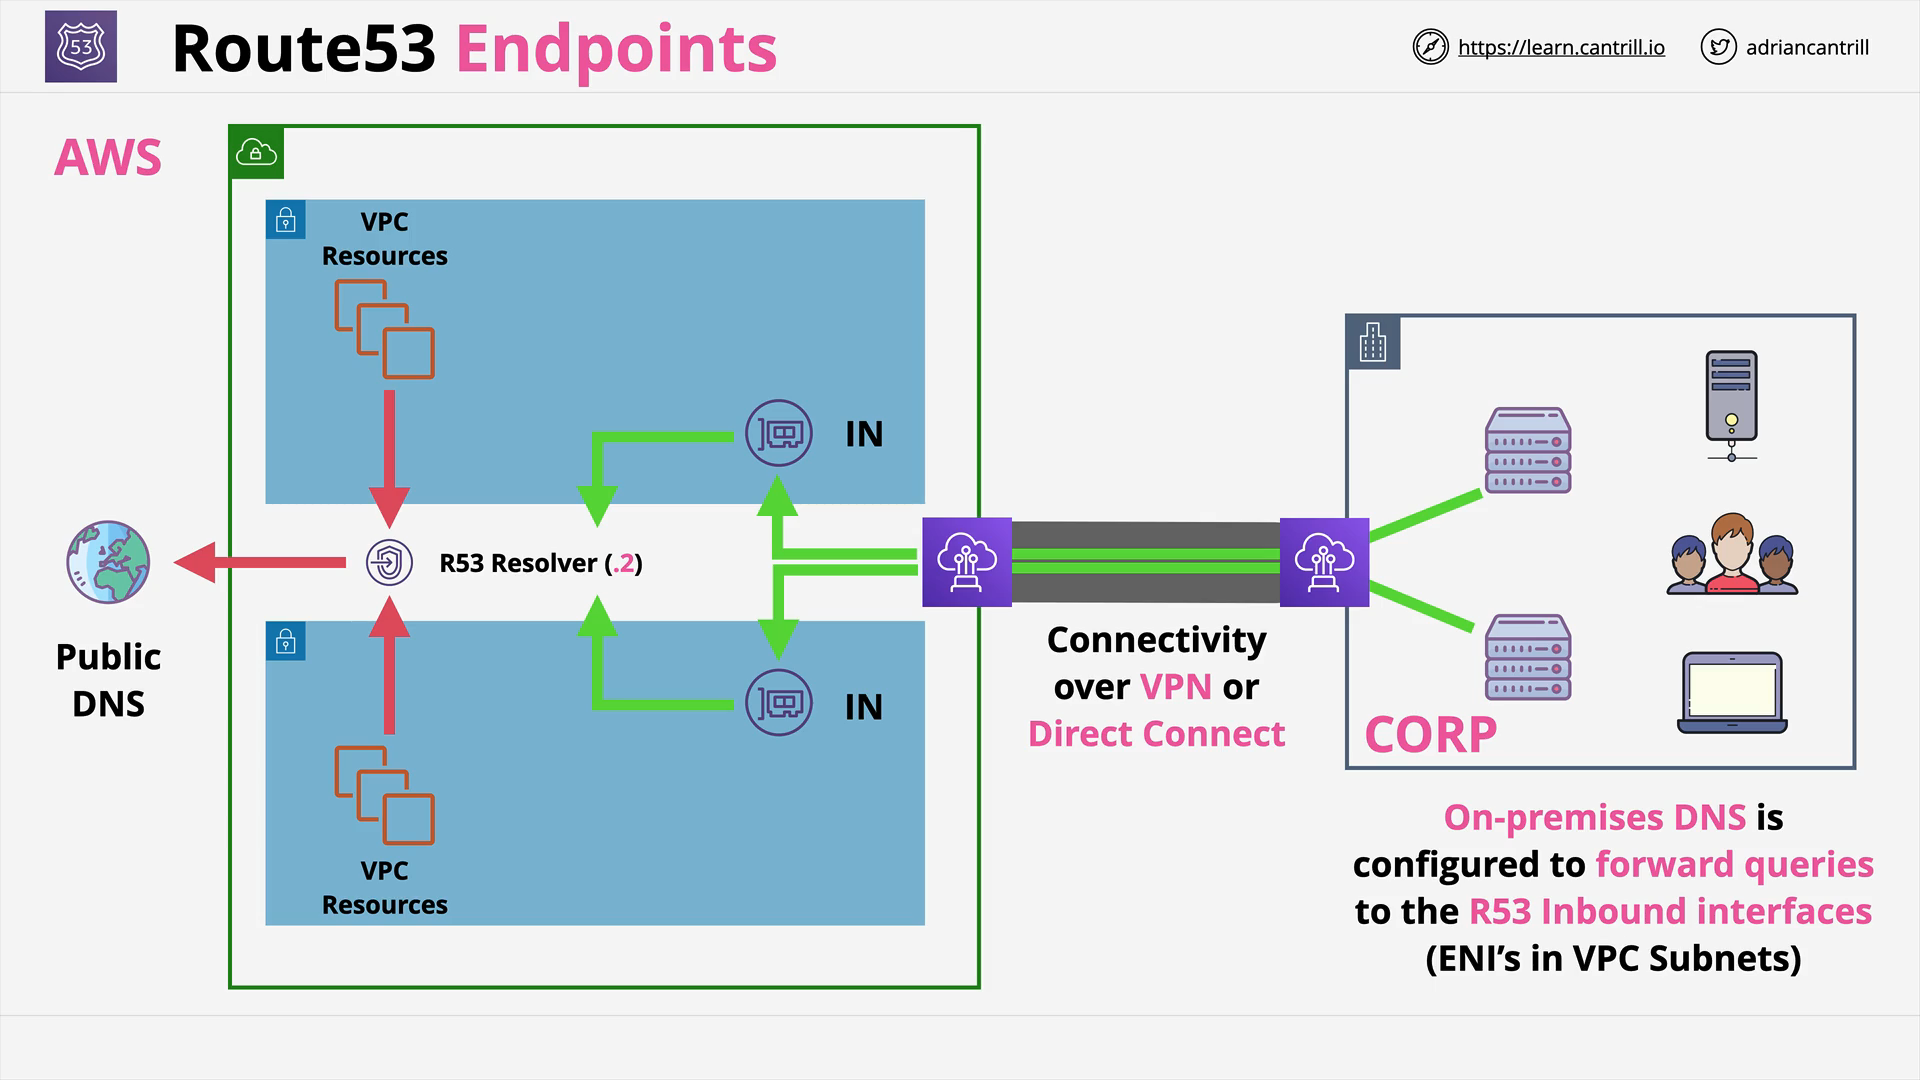 53
Route53 Endpoints
https://learn.cantrill.io
adriancantrill
AWS
VPC
Resources
IN
R53 Resolver (.2)
Public
DNS
IN
VPC
Resources
Connectivity
over VPN or
Direct Connect
CORP
On-premises DNS is
configured to forward queries
to the R53 Inbound interfaces
(ENI’s in VPC Subnets)